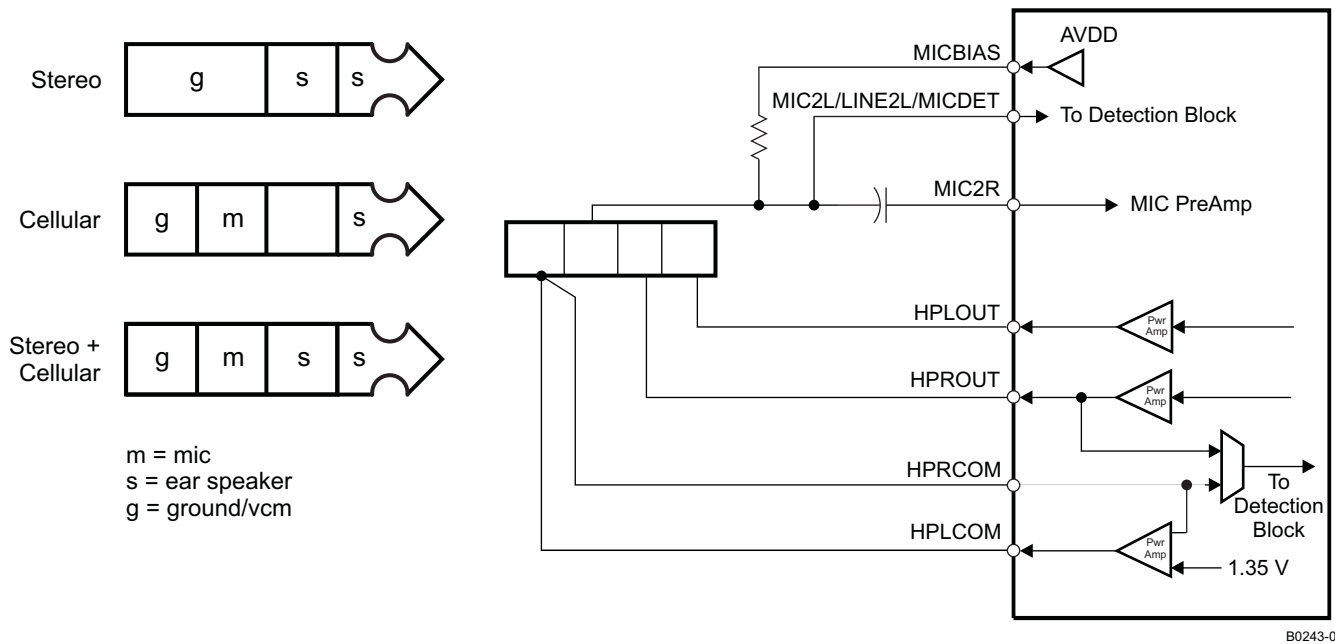 Stereo
g
s
s
Cellular
g
m
s
Stereo +
Cellular
g
m
s
s
m = mic
s = ear speaker
g = ground/vcm
AVDD
MICBIAS
MIC2L/LINE2L/MICDET
To Detection Block
MIC2R
MIC PreAmp
HPLOUT
Pwr
Amp
HPROUT
Pwr
Amp
HPRCOM
To
Detection
Block
HPLCOM
Pwr
Amp
1.35 V